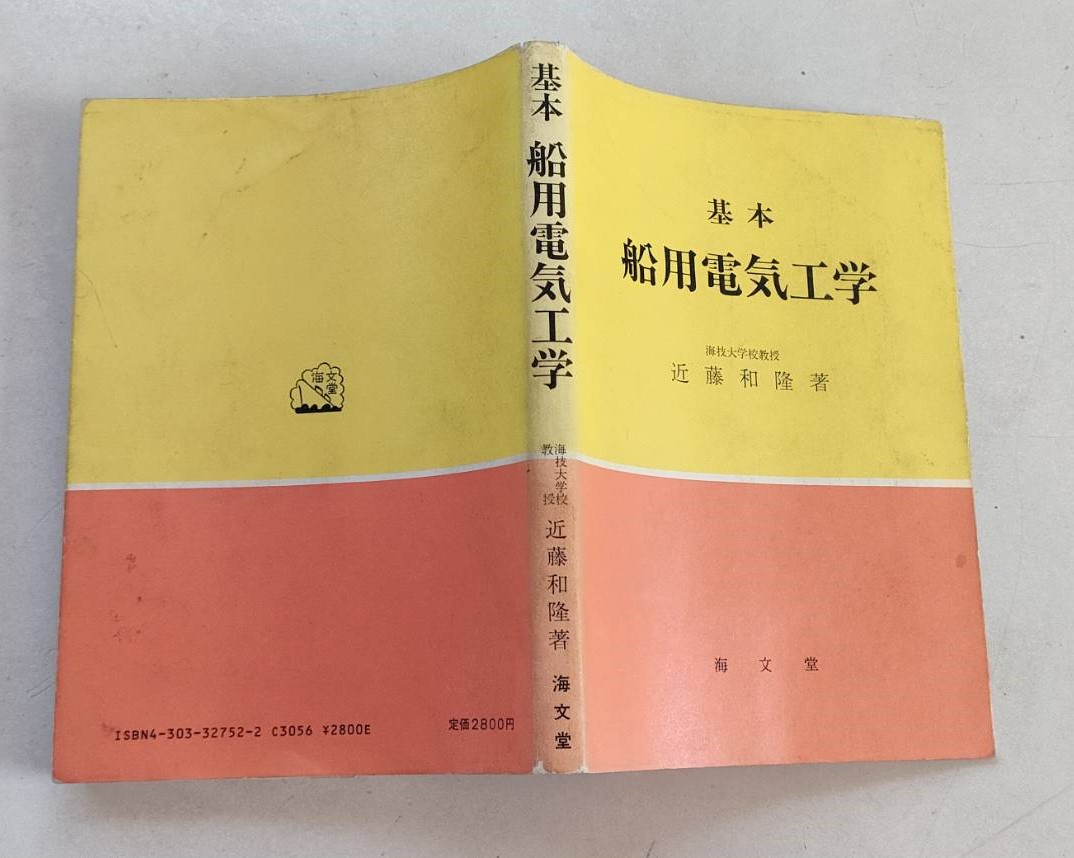 基本
船用電気工学
海技大学校教授
近藤和隆著
海文堂
基本 船用電気工学
海技大学校
教授
近藤和隆著
海文堂
海文堂
ISBN4-303-32752-2 C3056 ¥2800E
定価2800円